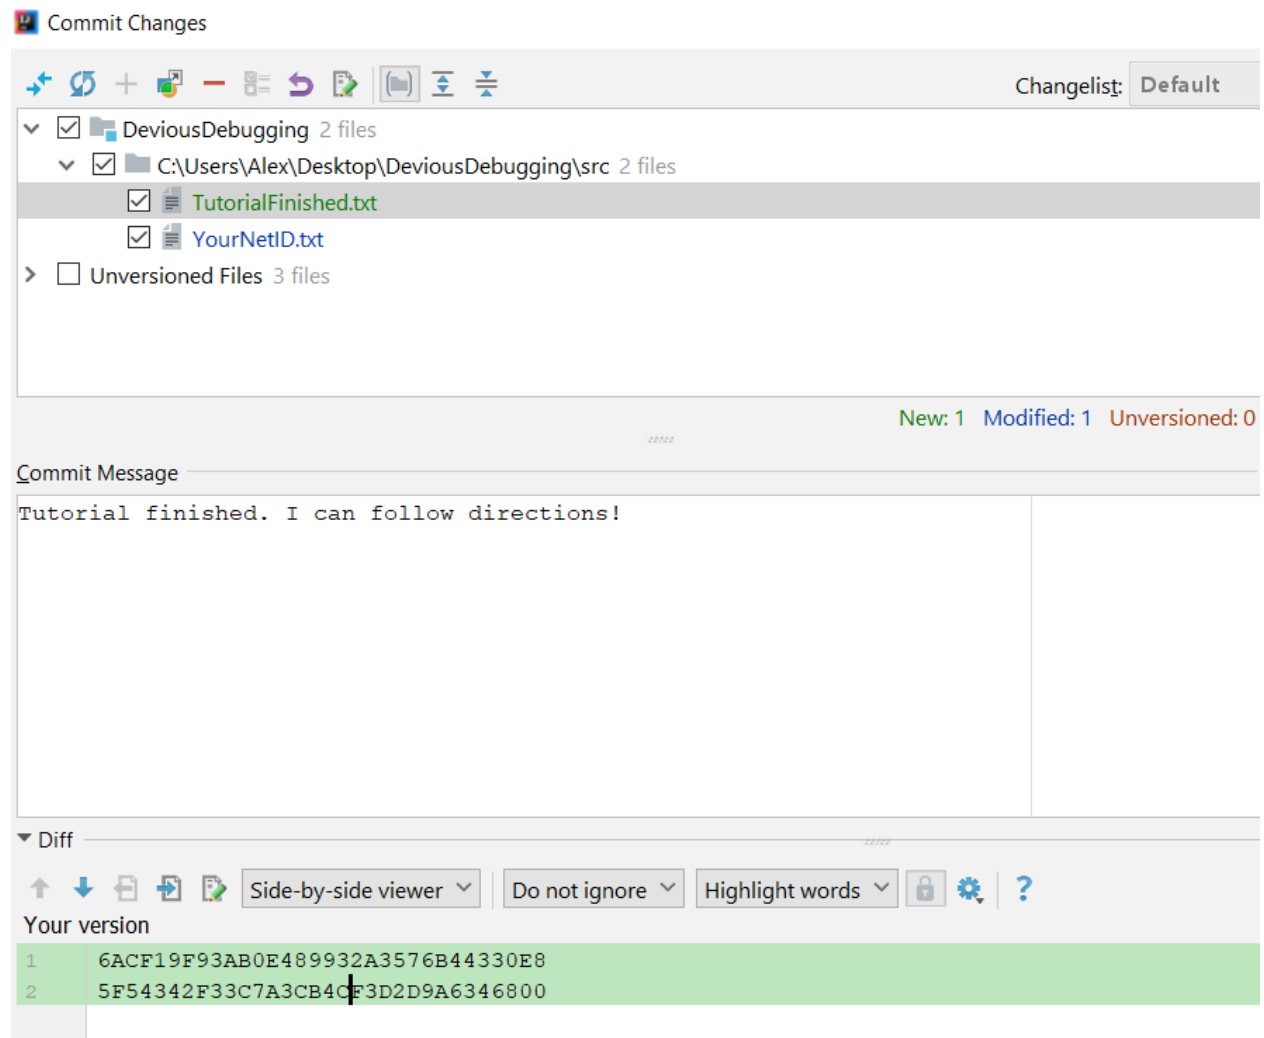 Commit Changes
Changelist: Default
DeviousDebugging 2 files
C:\Users\Alex\Desktop\DeviousDebugging\src 2 files
TutorialFinished.txt
YourNetID.txt
Unversioned Files 3 files
New: 1 Modified: 1 Unversioned: 0
Commit Message
Tutorial finished. I can follow directions!
Diff
Side-by-side viewer Do not ignore Highlight words ?
Your version
1 6ACF19F93AB0E489932A3576B44330E8
2 5F54342F33C7A3CB4CF3D2D9A6346800